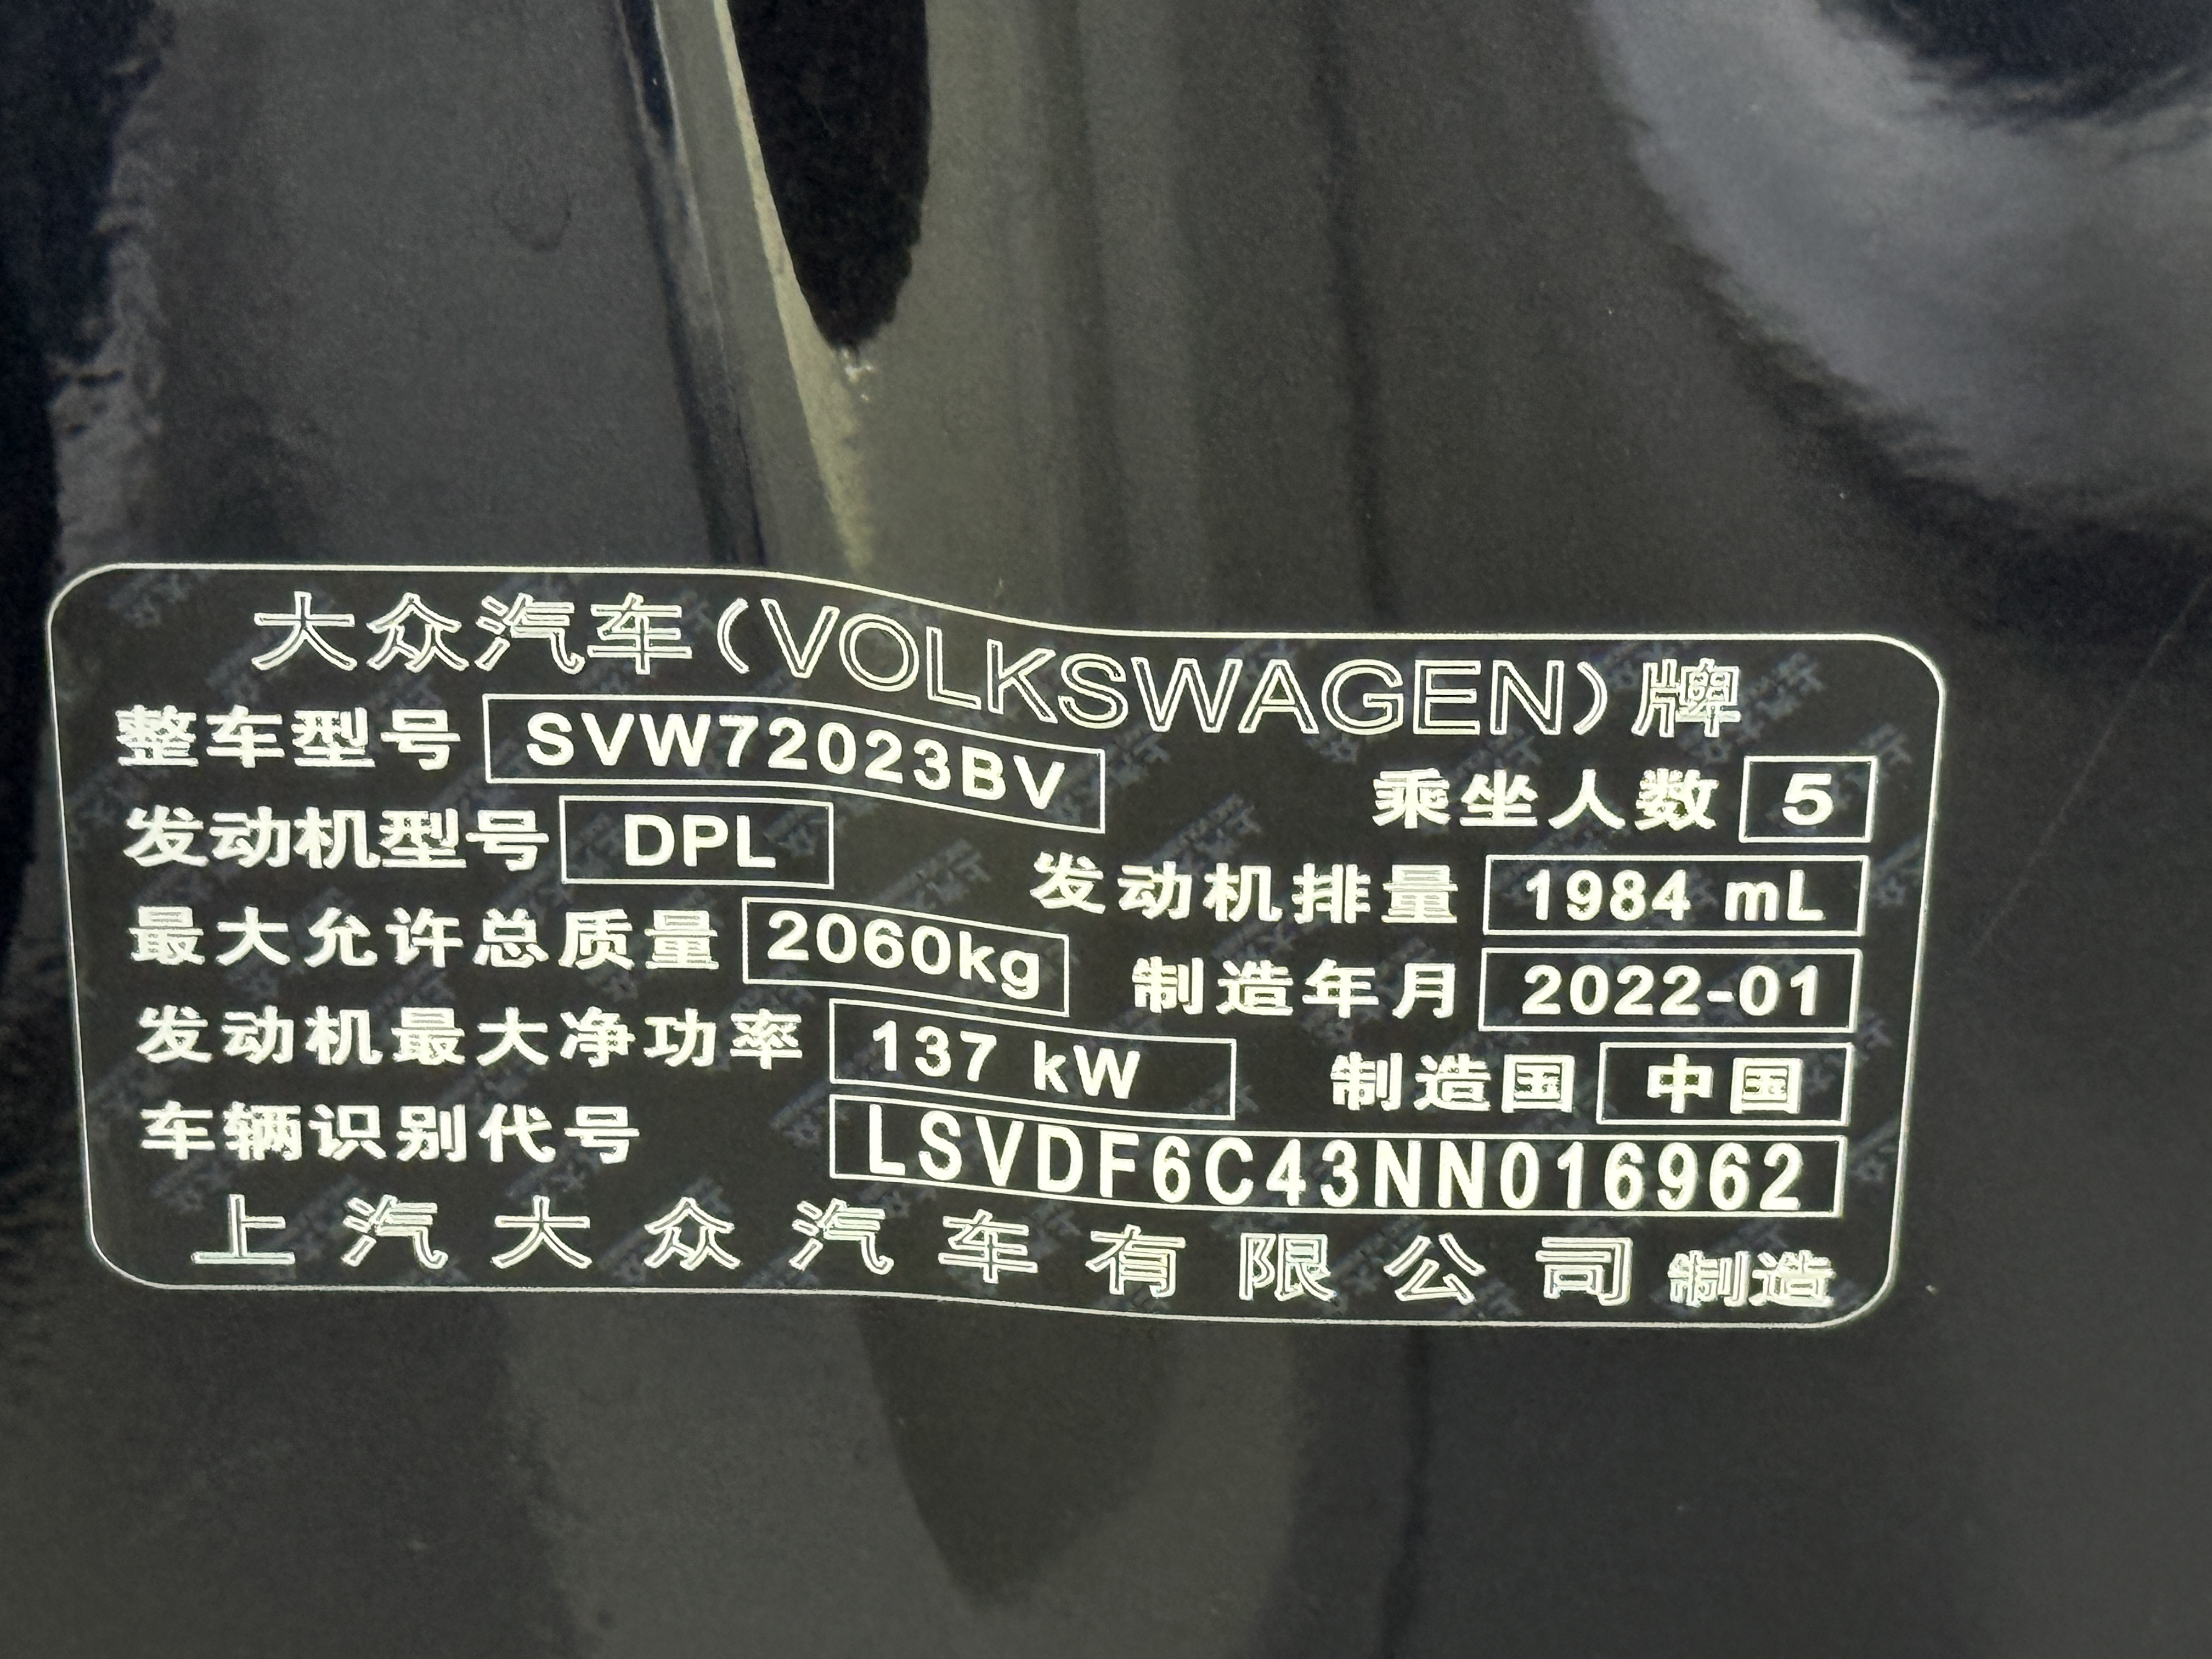 大众汽车(VOLKSWAGEN)牌
整车型号 SVW72023BV 乘坐人数 5
发动机型号 DPL 发动机排量 1984 mL
最大允许总质量 2060kg 制造年月 2022-01
发动机最大净功率 137 kW 制造国 中国
车辆识别代号 LSVDF6C43NN016962
上汽大众汽车有限公司制造